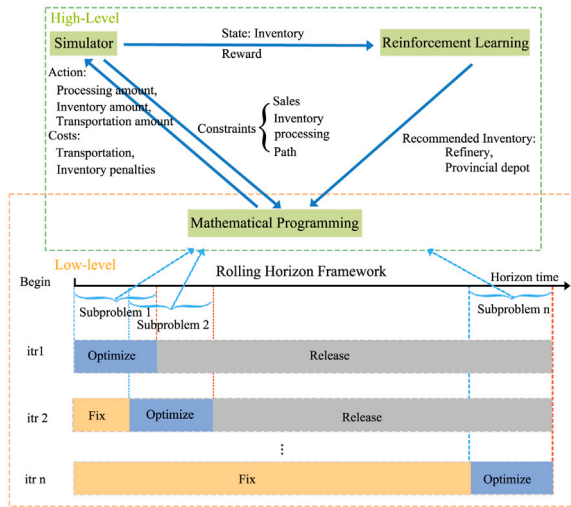 High-Level
Simulator
State: Inventory
Reward
Reinforcement Learning
Action:
Processing amount,
Inventory amount,
Transportation amount
Costs:
Transportation,
Inventory penalties
Constraints
Sales
Inventory
processing
Path
Recommended Inventory:
Refinery,
Provincial depot
Mathematical Programming
Low-level
Rolling Horizon Framework
Horizon time
Begin
Subproblem 1
Subproblem 2
Subproblem n
itr1
Optimize
Release
itr 2
Fix
Optimize
Release
⋮
itr n
Fix
Optimize